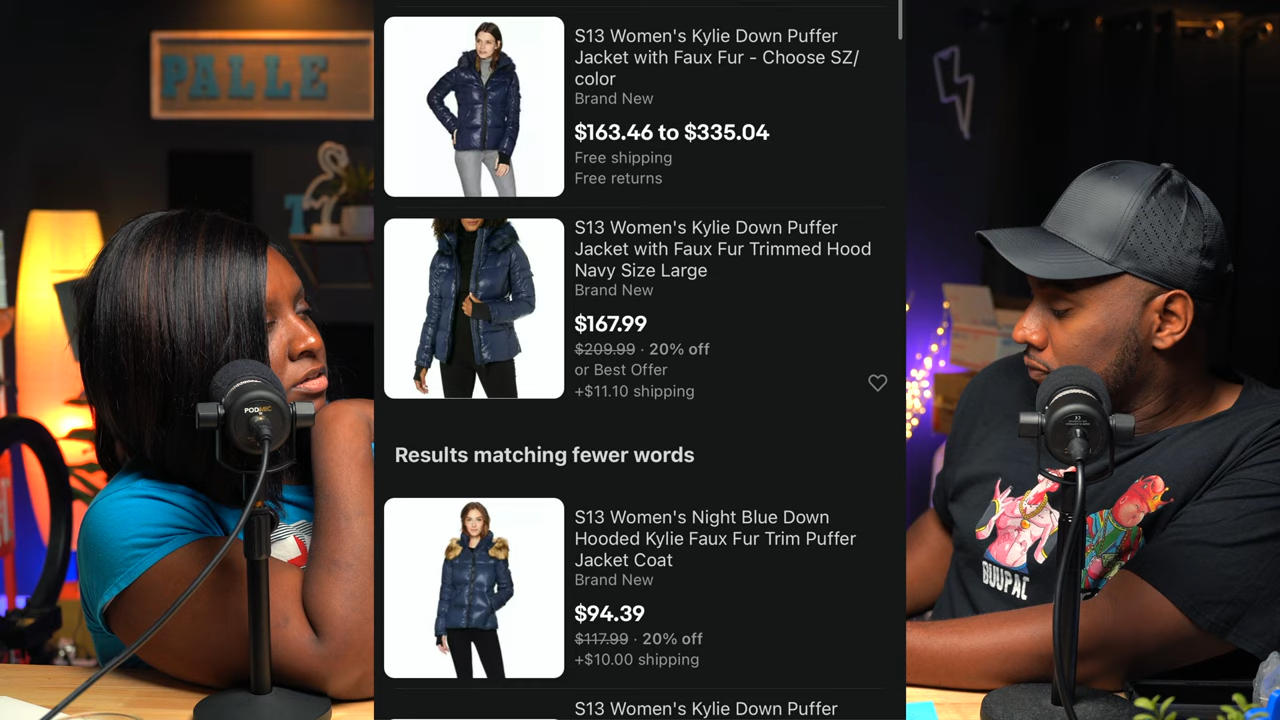 PALLE
T
S13 Women's Kylie Down Puffer
Jacket with Faux Fur - Choose SZ/
color
Brand New
$163.46 to $335.04
Free shipping
Free returns
S13 Women's Kylie Down Puffer
Jacket with Faux Fur Trimmed Hood
Navy Size Large
Brand New
$167.99
$209.99 · 20% off
or Best Offer
+$11.10 shipping
Results matching fewer words
S13 Women's Night Blue Down
Hooded Kylie Faux Fur Trim Puffer
Jacket Coat
Brand New
$94.39
$117.99 · 20% off
+$10.00 shipping
S13 Women's Kylie Down Puffer
PODMIC
BUUPAC